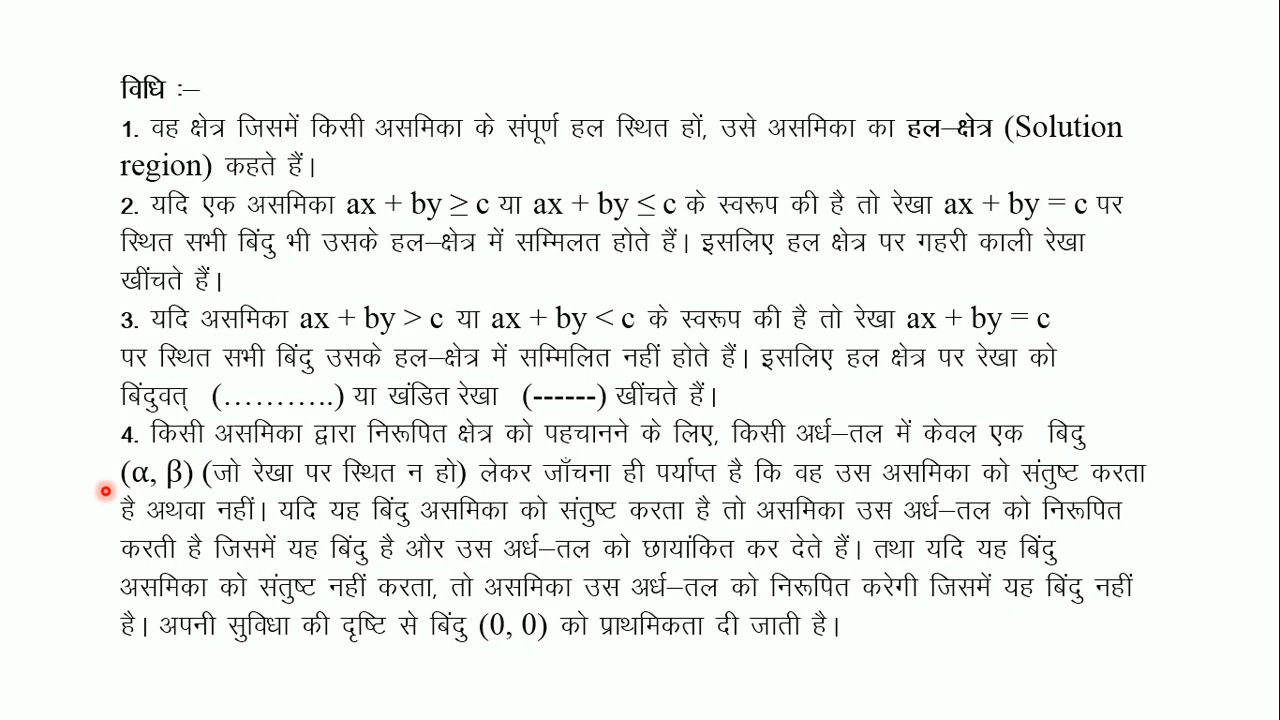 विधि :–
1. वह क्षेत्र जिसमें किसी असमिका के संपूर्ण हल स्थित हों, उसे असमिका का हल–क्षेत्र (Solution
region) कहते हैं।
2. यदि एक असमिका ax + by ≥ c या ax + by ≤ c के स्वरूप की है तो रेखा ax + by = c पर
स्थित सभी बिंदु भी उसके हल–क्षेत्र में सम्मिलत होते हैं। इसलिए हल क्षेत्र पर गहरी काली रेखा
खींचते हैं।
3. यदि असमिका ax + by > c या ax + by < c के स्वरूप की है तो रेखा ax + by = c
पर स्थित सभी बिंदु उसके हल–क्षेत्र में सम्मिलित नहीं होते हैं। इसलिए हल क्षेत्र पर रेखा को
बिंदुवत् (………..) या खंडित रेखा (------) खींचते हैं।
4. किसी असमिका द्वारा निरूपित क्षेत्र को पहचानने के लिए, किसी अर्ध–तल में केवल एक बिदु
(α, β) (जो रेखा पर स्थित न हो) लेकर जाँचना ही पर्याप्त है कि वह उस असमिका को संतुष्ट करता
है अथवा नहीं। यदि यह बिंदु असमिका को संतुष्ट करता है तो असमिका उस अर्ध–तल को निरूपित
करती है जिसमें यह बिंदु है और उस अर्ध–तल को छायांकित कर देते हैं। तथा यदि यह बिंदु
असमिका को संतुष्ट नहीं करता, तो असमिका उस अर्ध–तल को निरूपित करेगी जिसमें यह बिंदु नहीं
है। अपनी सुविधा की दृष्टि से बिंदु (0, 0) को प्राथमिकता दी जाती है।